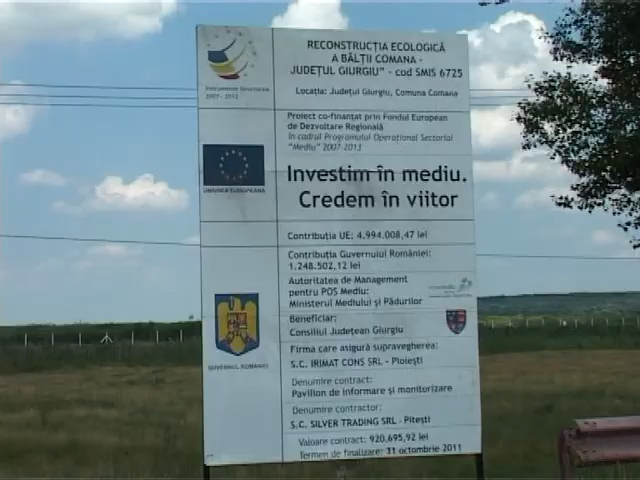 RECONSTRUCȚIA ECOLOGICĂ
A BĂLȚII COMANA -
JUDEȚUL GIURGIU" - cod SMIS 6725
Instrumente Structurale
2007 - 2013
Locația: Județul Giurgiu, Comuna Comana
Proiect co-finanțat prin Fondul European
de Dezvoltare Regională
în cadrul Programului Operațional Sectorial
"Mediu" 2007-2013
UNIUNEA EUROPEANĂ
Investim în mediu.
Credem în viitor
Contribuția UE: 4.994.008,47 lei
Contribuția Guvernului României:
1.248.502,12 lei
Autoritatea de Management
pentru POS Mediu:
Ministerul Mediului și Pădurilor
Beneficiar:
Consiliul Județean Giurgiu
GUVERNUL ROMÂNIEI
Firma care asigură supravegherea:
S.C. IRIMAT CONS SRL - Ploiești
Denumire contract:
Pavilion de informare și monitorizare
Denumire contractor:
S.C. SILVER TRADING SRL - Pitești
Valoare contract: 920,695,92 lei
Termen de finalizare: 31 octombrie 2011